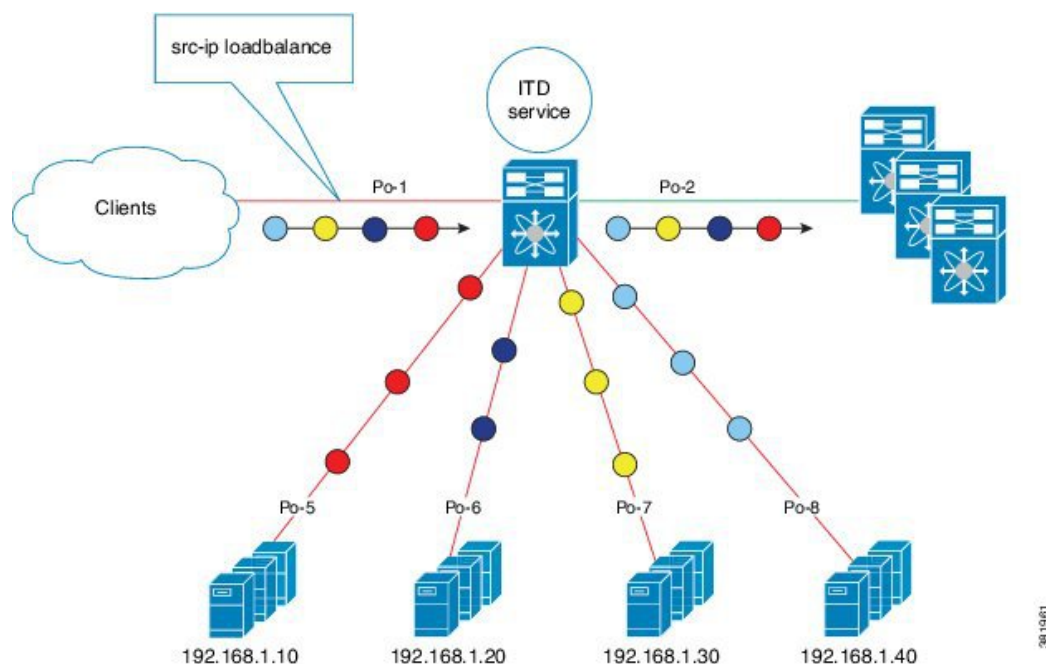 src-ip loadbalance
ITD
service
Clients
Po-1
Po-2
Po-5
Po-6
Po-7
Po-8
192.168.1.10
192.168.1.20
192.168.1.30
192.168.1.40
381961